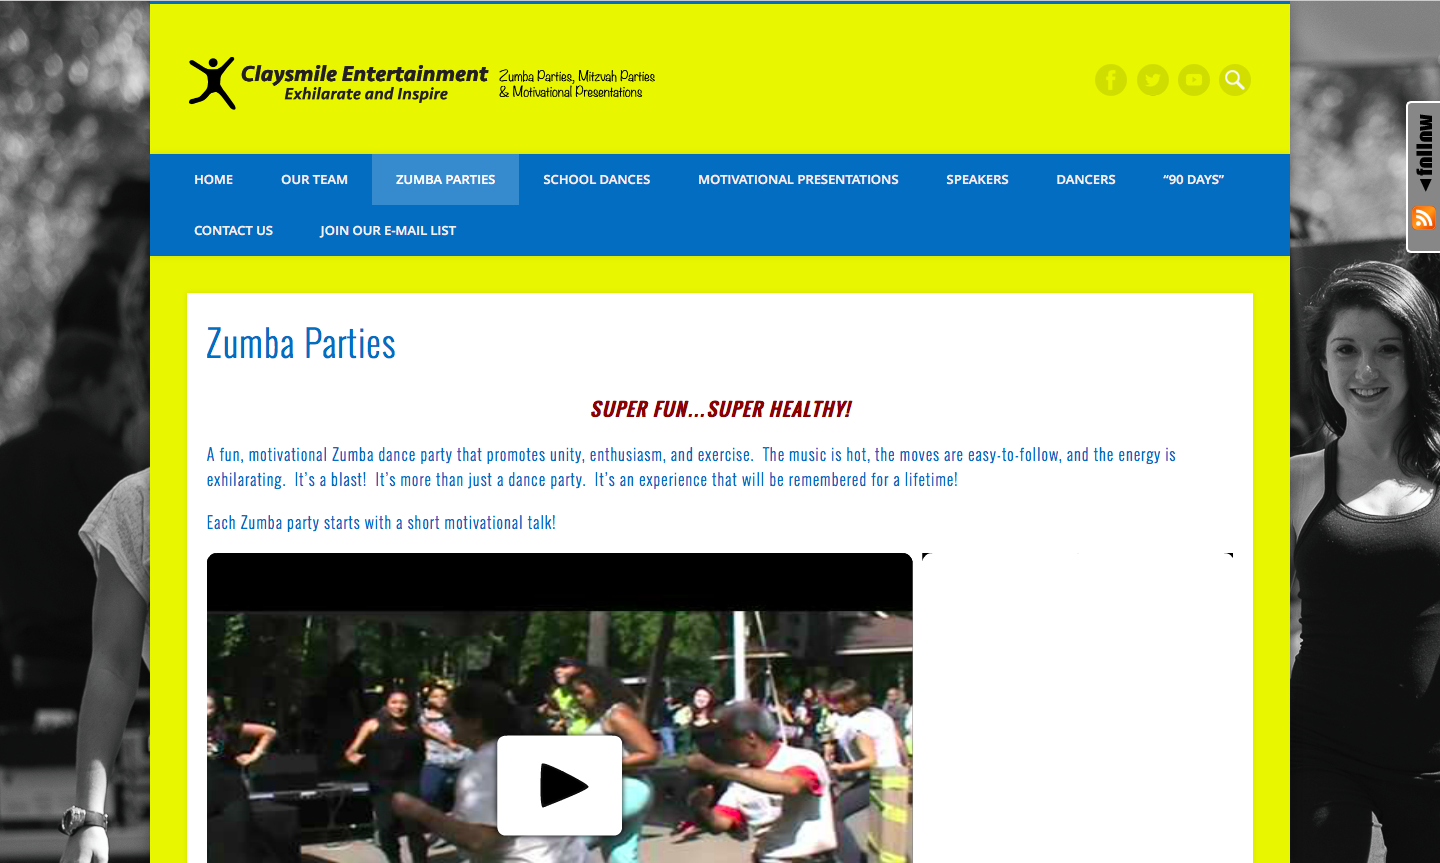 Claysmile Entertainment
Exhilarate and Inspire
Zumba Parties, Mitzvah Parties
& Motivational Presentations
follow
HOME OUR TEAM ZUMBA PARTIES SCHOOL DANCES MOTIVATIONAL PRESENTATIONS SPEAKERS DANCERS “90 DAYS”
CONTACT US JOIN OUR E-MAIL LIST
Zumba Parties
SUPER FUN...SUPER HEALTHY!
A fun, motivational Zumba dance party that promotes unity, enthusiasm, and exercise. The music is hot, the moves are easy-to-follow, and the energy is
exhilarating. It’s a blast! It’s more than just a dance party. It’s an experience that will be remembered for a lifetime!
Each Zumba party starts with a short motivational talk!